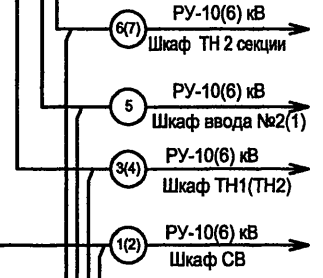 6(7) РУ-10(6) кВ
Шкаф ТН 2 секции
5 РУ-10(6) кВ
Шкаф ввода №2(1)
3(4) РУ-10(6) кВ
Шкаф ТН1(ТН2)
1(2) РУ-10(6) кВ
Шкаф СВ